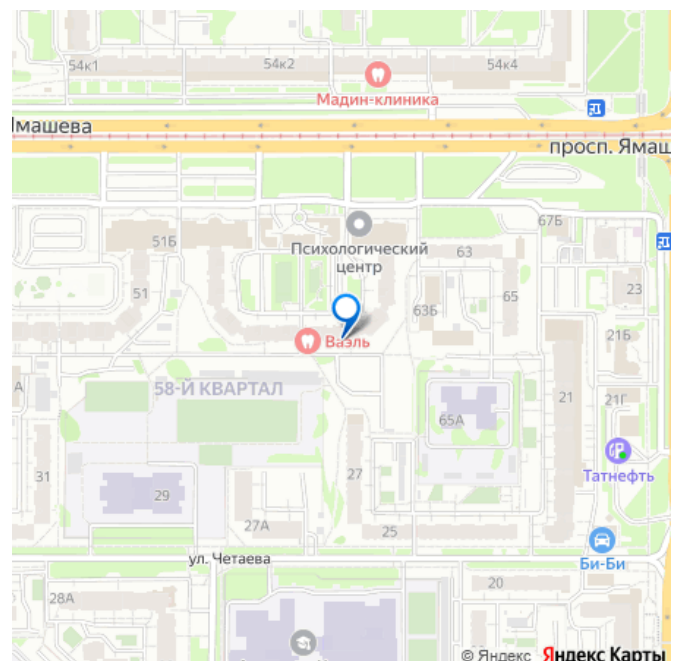 54к1
54к2
54к4
Мадин-клиника
Ямашева
просп. Ямаш
67Б
51Б
Психологический
центр
63
51
23
63Б
65
21Б
Ваэль
58-Й КВАРТАЛ
21
21Г
65А
31
27
Татнефть
29
27А
25
ул. Четаева
Би-Би
20
28А
© Яндекс Яндекс Карты